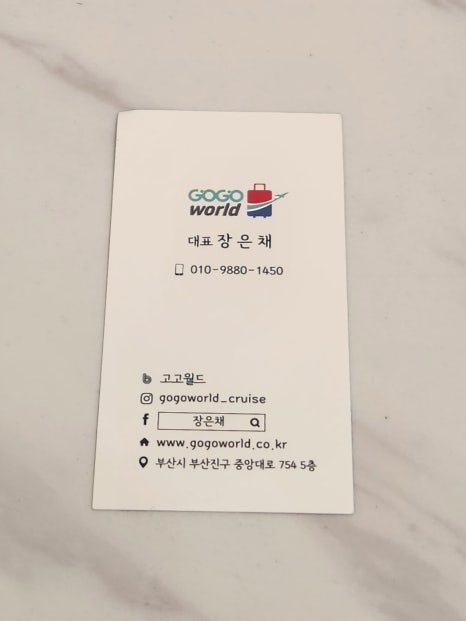 GOGO
world
대표 장 은 채
010-9880-1450
고고월드
gogoworld_cruise
장은채
www.gogoworld.co.kr
부산시 부산진구 중앙대로 754 5층